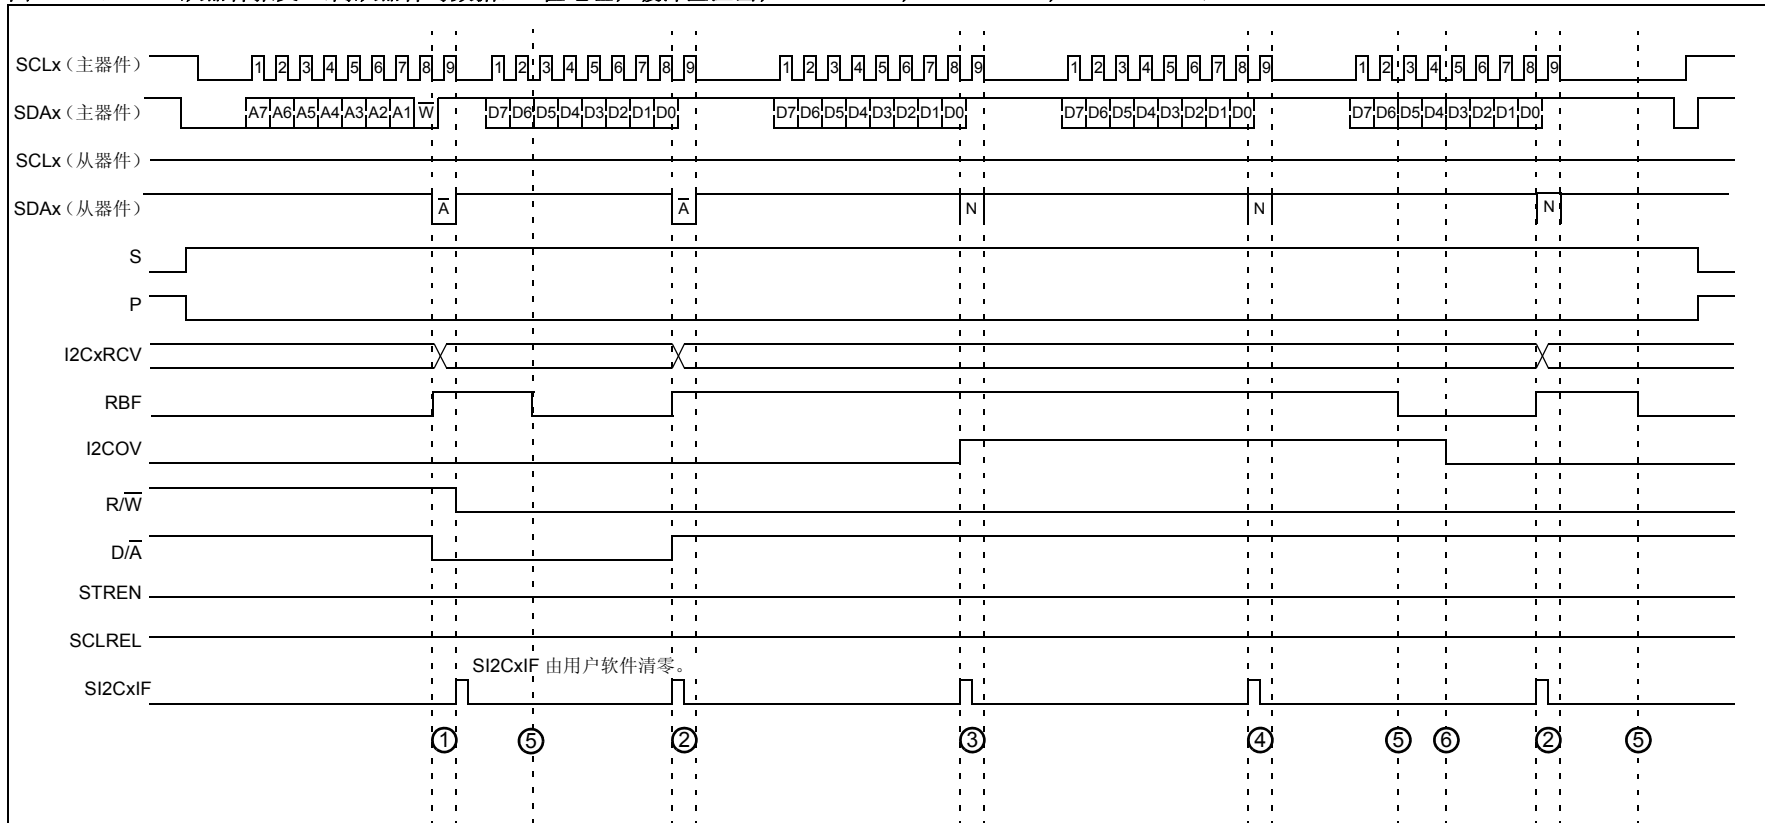 SCLx（主器件） 1 2 3 4 5 6 7 8 9 1 2 3 4 5 6 7 8 9 1 2 3 4 5 6 7 8 9 1 2 3 4 5 6 7 8 9 1 2 3 4 5 6 7 8 9
SDAx（主器件） A7 A6 A5 A4 A3 A2 A1 W̅ D7 D6 D5 D4 D3 D2 D1 D0 D7 D6 D5 D4 D3 D2 D1 D0 D7 D6 D5 D4 D3 D2 D1 D0 D7 D6 D5 D4 D3 D2 D1 D0
SCLx（从器件）
SDAx（从器件） A̅ A̅ N N N
S
P
I2CxRCV
RBF
I2COV
R/W̅
D/A̅
STREN
SCLREL
SI2CxIF 由用户软件清零。
SI2CxIF
① ⑤ ② ③ ④ ⑤ ⑥ ② ⑤